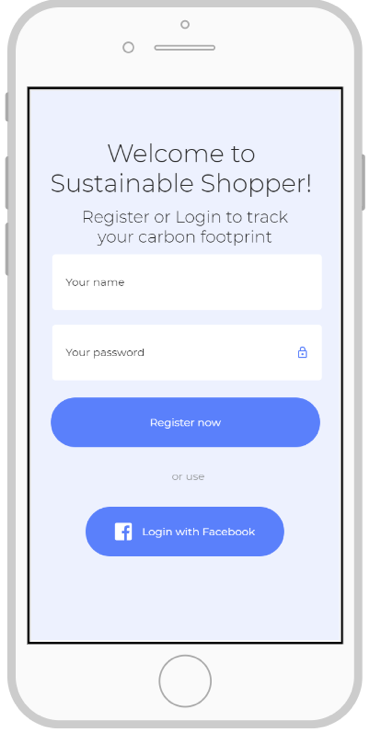 Welcome to
Sustainable Shopper!
Register or Login to track
your carbon footprint
Your name
Your password
Register now
or use
Login with Facebook